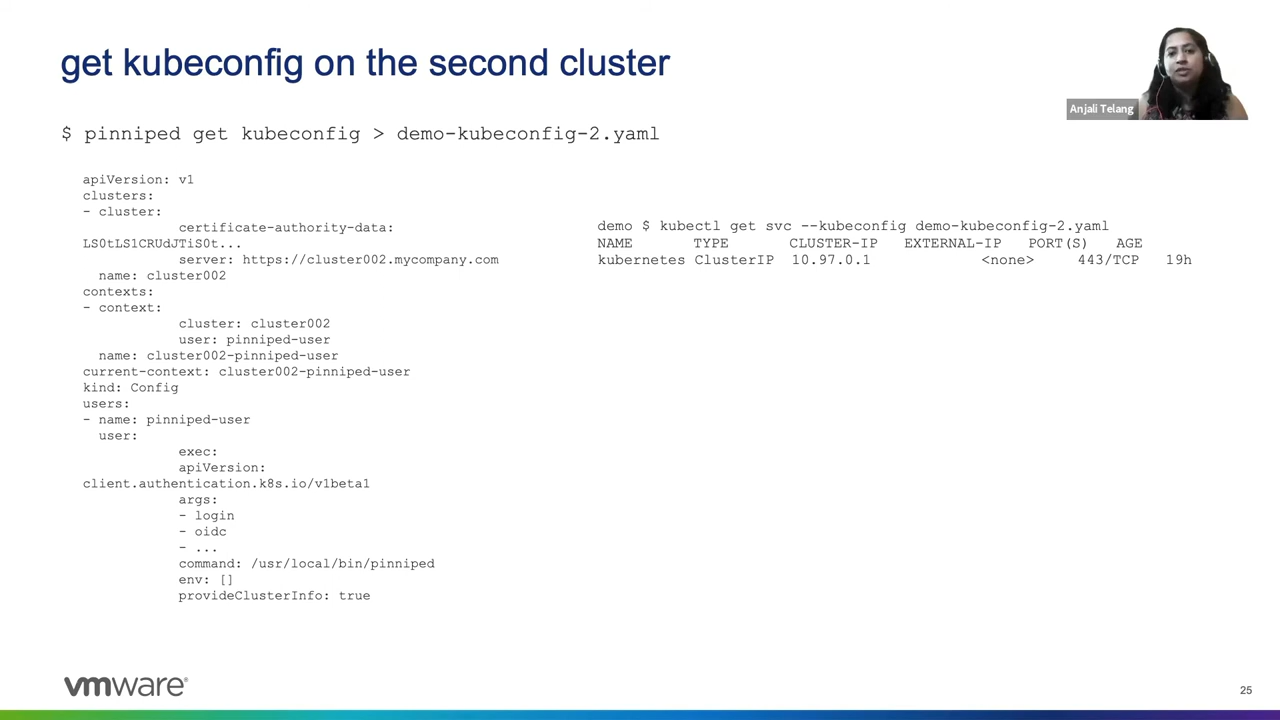 get kubeconfig on the second cluster
Anjali Telang
$ pinniped get kubeconfig > demo-kubeconfig-2.yaml
apiVersion: v1
clusters:
- cluster:
certificate-authority-data:
LS0tLS1CRUdJTiS0t...
server: https://cluster002.mycompany.com
name: cluster002
contexts:
- context:
cluster: cluster002
user: pinniped-user
name: cluster002-pinniped-user
current-context: cluster002-pinniped-user
kind: Config
users:
- name: pinniped-user
user:
exec:
apiVersion:
client.authentication.k8s.io/v1beta1
args:
- login
- oidc
- ...
command: /usr/local/bin/pinniped
env: []
provideClusterInfo: true
demo $ kubectl get svc --kubeconfig demo-kubeconfig-2.yaml
NAME TYPE CLUSTER-IP EXTERNAL-IP PORT(S) AGE
kubernetes ClusterIP 10.97.0.1 <none> 443/TCP 19h
vmware®
25